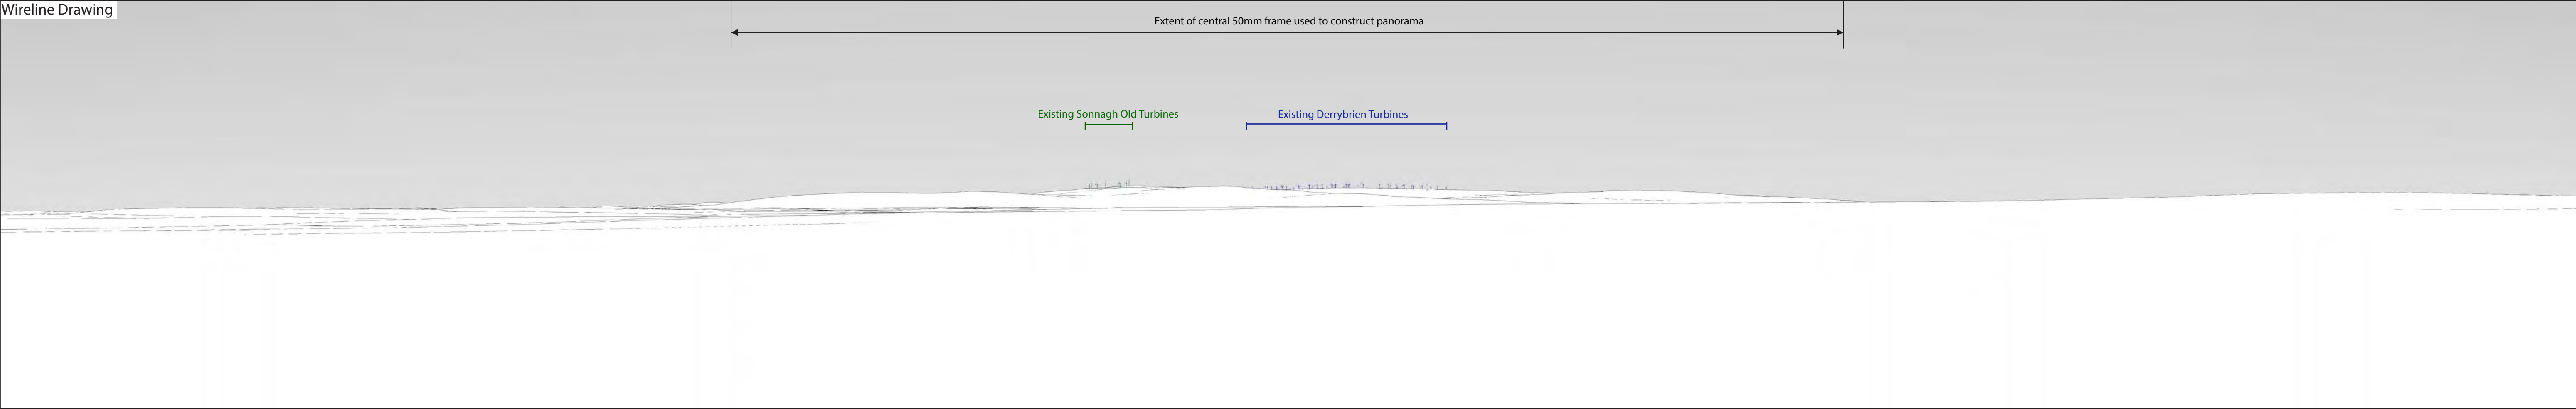 Wireline Drawing
Extent of central 50mm frame used to construct panorama
Existing Sonnagh Old Turbines
Existing Derrybrien Turbines